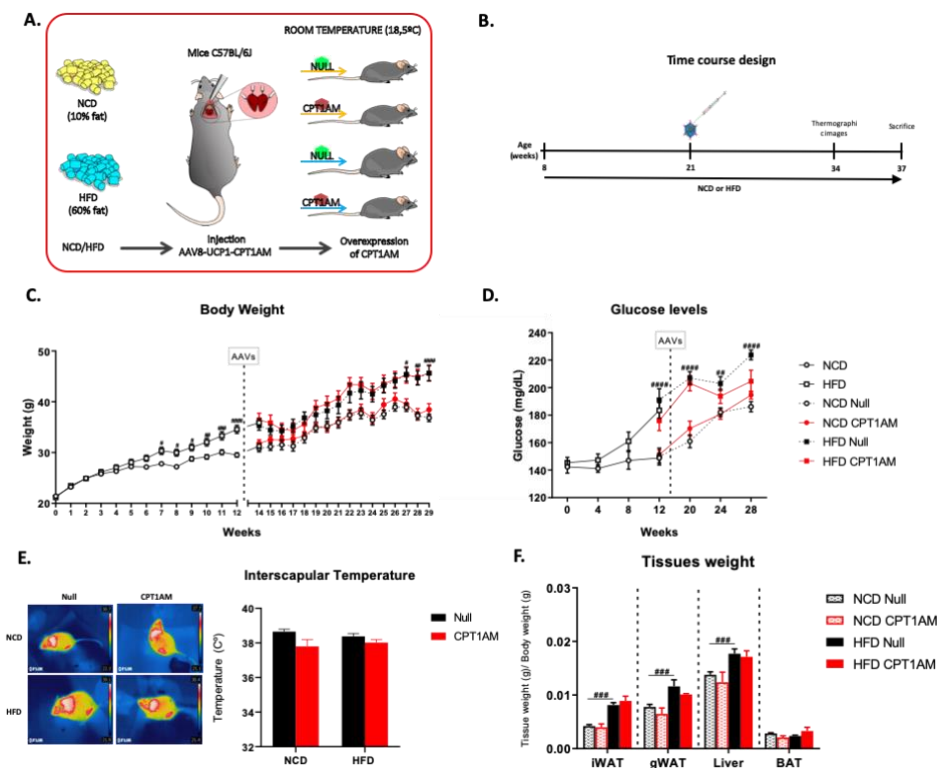 A.
ROOM TEMPERATURE (18,5ºC)
Mice C57BL/6J
NCD
(10% fat)
HFD
(60% fat)
NULL
CPT1AM
NULL
CPT1AM
NCD/HFD
Injection
AAV8-UCP1-CPT1AM
Overexpression
of CPT1AM
B.
Time course design
Thermographi
c images
Sacrifice
Age
(weeks)
8
21
34
37
NCD or HFD
C.
Body Weight
AAVs
Weight (g)
50
40
30
20
0 1 2 3 4 5 6 7 8 9 10 11 12 14 15 16 17 18 19 20 21 22 23 24 25 26 27 28 29
Weeks
D.
Glucose levels
AAVs
Glucose (mg/dL)
240
220
200
180
160
140
120
####
####
##
####
0 4 8 12 20 24 28
Weeks
NCD
HFD
NCD Null
NCD CPT1AM
HFD Null
HFD CPT1AM
E.
Null
CPT1AM
NCD
HFD
Interscapular Temperature
Temperature (Cº)
40
38
36
34
32
NCD
HFD
Null
CPT1AM
F.
Tissues weight
Tissue weight (g)/ Body weight (g)
0.03
0.02
0.01
0.00
###
###
###
iWAT
gWAT
Liver
BAT
NCD Null
NCD CPT1AM
HFD Null
HFD CPT1AM